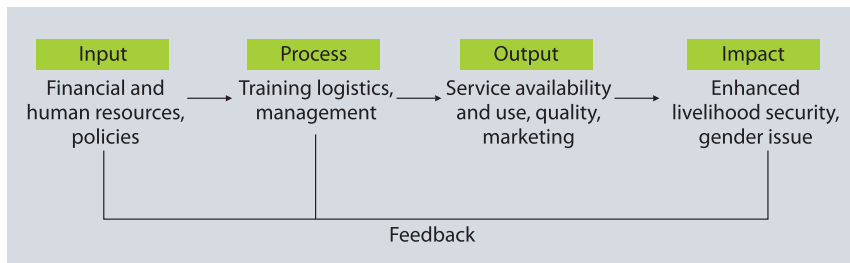 Input
Financial and
human resources,
policies
Process
Training logistics,
management
Output
Service availability
and use, quality,
marketing
Impact
Enhanced
livelihood security,
gender issue
Feedback